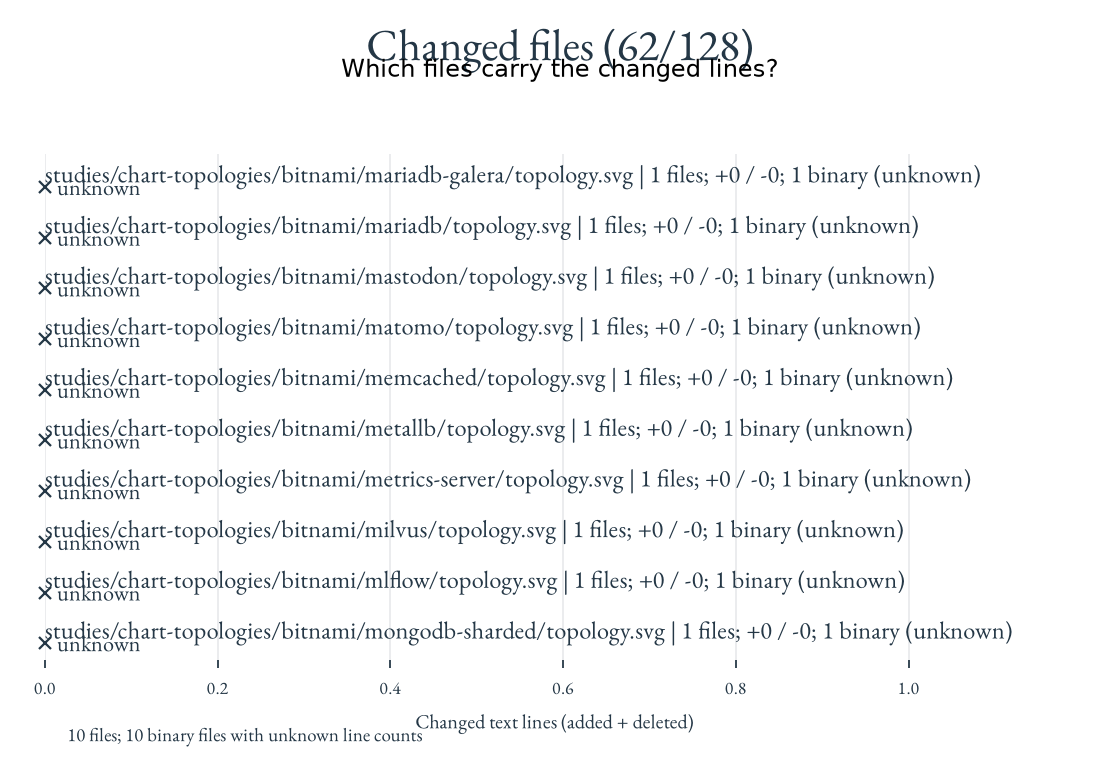 Changed files (62/128)
Which files carry the changed lines?
studies/chart-topologies/bitnami/mariadb-galera/topology.svg | 1 files; +0 / -0; 1 binary (unknown)
unknown
studies/chart-topologies/bitnami/mariadb/topology.svg | 1 files; +0 / -0; 1 binary (unknown)
unknown
studies/chart-topologies/bitnami/mastodon/topology.svg | 1 files; +0 / -0; 1 binary (unknown)
unknown
studies/chart-topologies/bitnami/matomo/topology.svg | 1 files; +0 / -0; 1 binary (unknown)
unknown
studies/chart-topologies/bitnami/memcached/topology.svg | 1 files; +0 / -0; 1 binary (unknown)
unknown
studies/chart-topologies/bitnami/metallb/topology.svg | 1 files; +0 / -0; 1 binary (unknown)
unknown
studies/chart-topologies/bitnami/metrics-server/topology.svg | 1 files; +0 / -0; 1 binary (unknown)
unknown
studies/chart-topologies/bitnami/milvus/topology.svg | 1 files; +0 / -0; 1 binary (unknown)
unknown
studies/chart-topologies/bitnami/mlflow/topology.svg | 1 files; +0 / -0; 1 binary (unknown)
unknown
studies/chart-topologies/bitnami/mongodb-sharded/topology.svg | 1 files; +0 / -0; 1 binary (unknown)
unknown
0.0 0.2 0.4 0.6 0.8 1.0
Changed text lines (added + deleted)
10 files; 10 binary files with unknown line counts